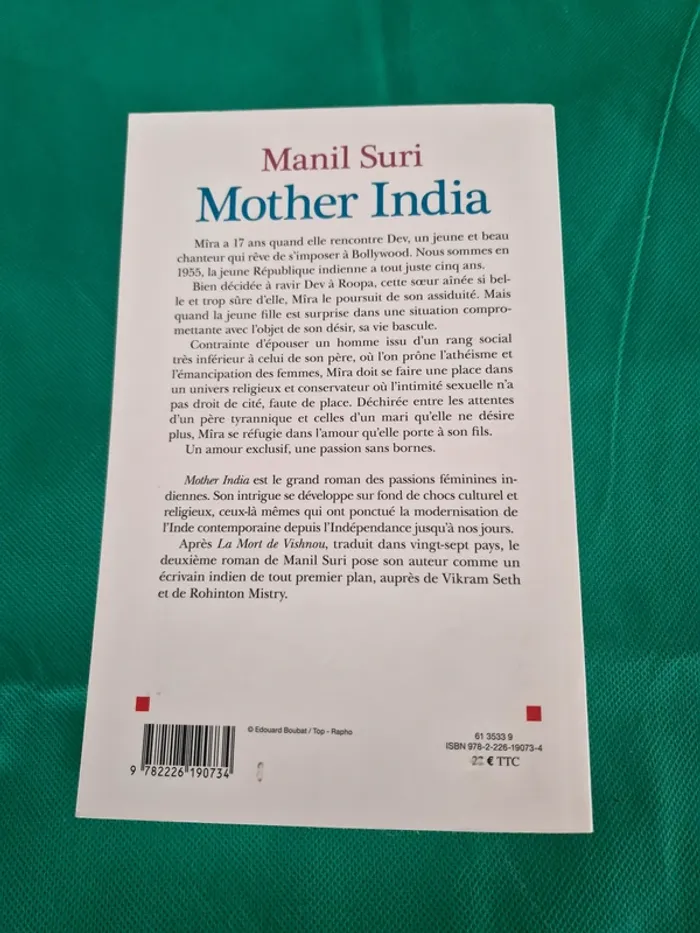 Manil Suri
Mother India
Mîra a 17 ans quand elle rencontre Dev, un jeune et beau
chanteur qui rêve de s'imposer à Bollywood. Nous sommes en
1955, la jeune République indienne a tout juste cinq ans.
Bien décidée à ravir Dev à Roopa, cette sœur aînée si bel-
le et trop sûre d'elle, Mîra le poursuit de son assiduité. Mais
quand la jeune fille est surprise dans une situation compro-
mettante avec l'objet de son désir, sa vie bascule.
Contrainte d'épouser un homme issu d'un rang social
très inférieur à celui de son père, où l'on prône l'athéisme et
l'émancipation des femmes, Mîra doit se faire une place dans
un univers religieux et conservateur où l'intimité sexuelle n'a
pas droit de cité, faute de place. Déchirée entre les attentes
d'un père tyrannique et celles d'un mari qu'elle ne désire
plus, Mîra se réfugie dans l'amour qu'elle porte à son fils.
Un amour exclusif, une passion sans bornes.
Mother India est le grand roman des passions féminines in-
diennes. Son intrigue se développe sur fond de chocs culturel et
religieux, ceux-là mêmes qui ont ponctué la modernisation de
l'Inde contemporaine depuis l'Indépendance jusqu'à nos jours.
Après La Mort de Vishnou, traduit dans vingt-sept pays, le
deuxième roman de Manil Suri pose son auteur comme un
écrivain indien de tout premier plan, auprès de Vikram Seth
et de Rohinton Mistry.
© Edouard Boubat / Top - Rapho
9 782226 190734
61 3533 9
ISBN 978-2-226-19073-4
€ TTC